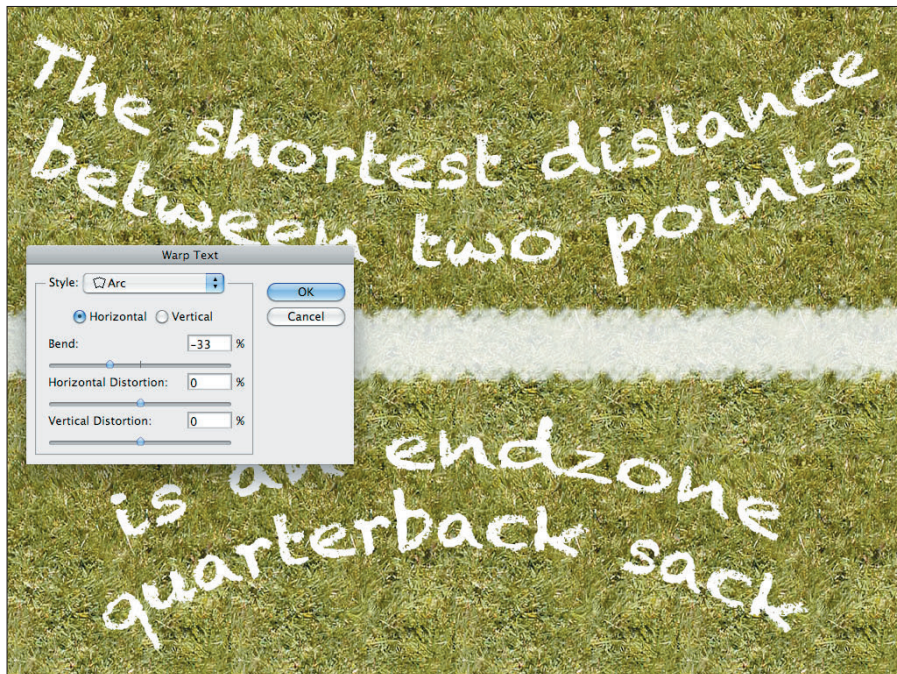 The shortest distance
between two points
Warp Text
Style: Arc
OK
Horizontal Vertical
Cancel
Bend: -33 %
Horizontal Distortion: 0 %
Vertical Distortion: 0 %
is an endzone
quarterback sack